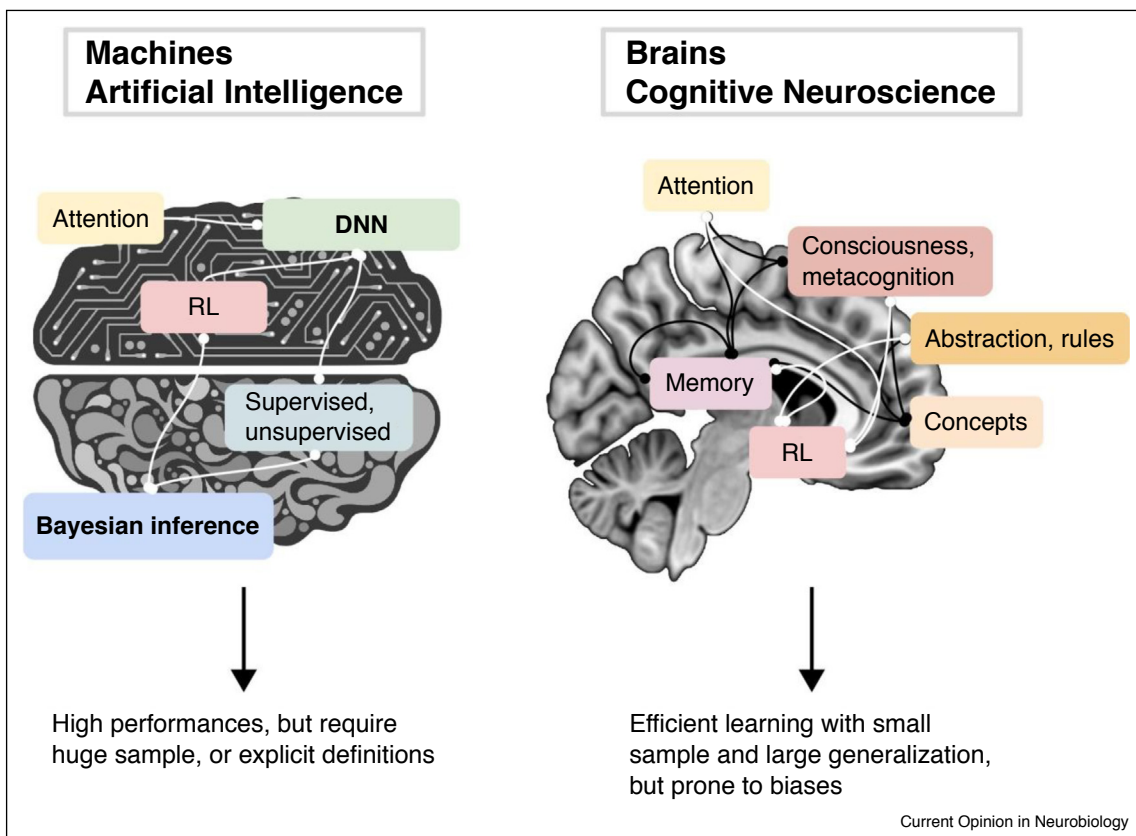 Machines
Artificial Intelligence
Attention
DNN
RL
Supervised,
unsupervised
Bayesian inference
High performances, but require
huge sample, or explicit definitions
Brains
Cognitive Neuroscience
Attention
Consciousness,
metacognition
Abstraction, rules
Memory
Concepts
RL
Efficient learning with small
sample and large generalization,
but prone to biases
Current Opinion in Neurobiology